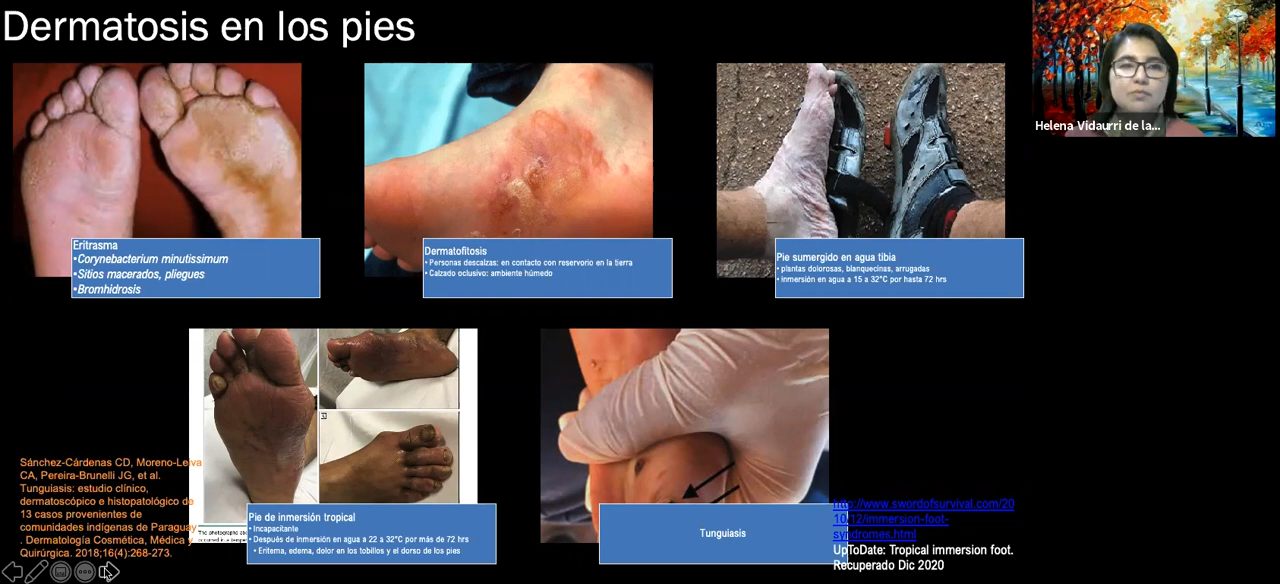 Dermatosis en los pies
Helena Vidaurri de la...
Eritrasma
•Corynebacterium minutissimum
•Sitios macerados, pliegues
•Bromhidrosis
Dermatofitosis
• Personas descalzas: en contacto con reservorio en la tierra
• Calzado oclusivo: ambiente húmedo
Pie sumergido en agua tibia
• plantas dolorosas, blanquecinas, arrugadas
• inmersión en agua a 15 a 32°C por hasta 72 hrs
Sánchez-Cárdenas CD, Moreno-Leiva
CA, Pereira-Brunelli JG, et al.
Tunguiasis: estudio clínico,
dermatoscópico e histopatológico de
13 casos provenientes de
comunidades indígenas de Paraguay
. Dermatología Cosmética, Médica y
Quirúrgica. 2018;16(4):268-273.
The photographs
Pie de inmersión tropical
• Incapacitante
• Después de inmersión en agua a 22 a 32°C por más de 72 hrs
• Eritema, edema, dolor en los tobillos y el dorso de los pies
Tunguiasis
http://www.swordofsurvival.com/20
10/12/immersion-foot-
syndromes.html
UpToDate: Tropical immersion foot.
Recuperado Dic 2020